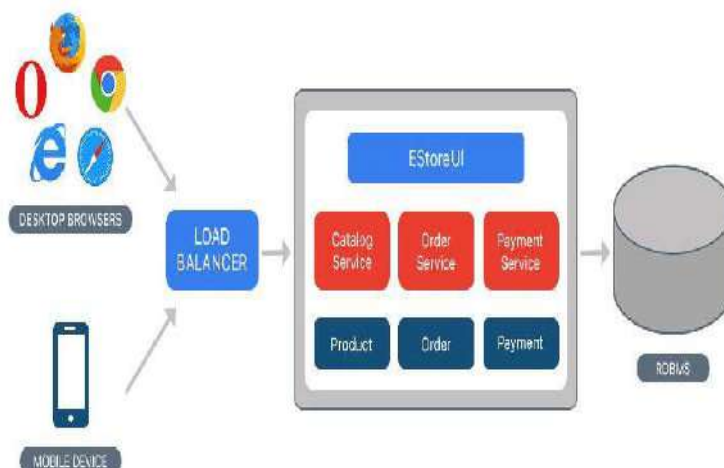 DESKTOP BROWSERS
LOAD
BALANCER
EStoreUI
Catalog
Service
Order
Service
Payment
Service
Product
Order
Payment
RDBMS
MOBILE DEVICE